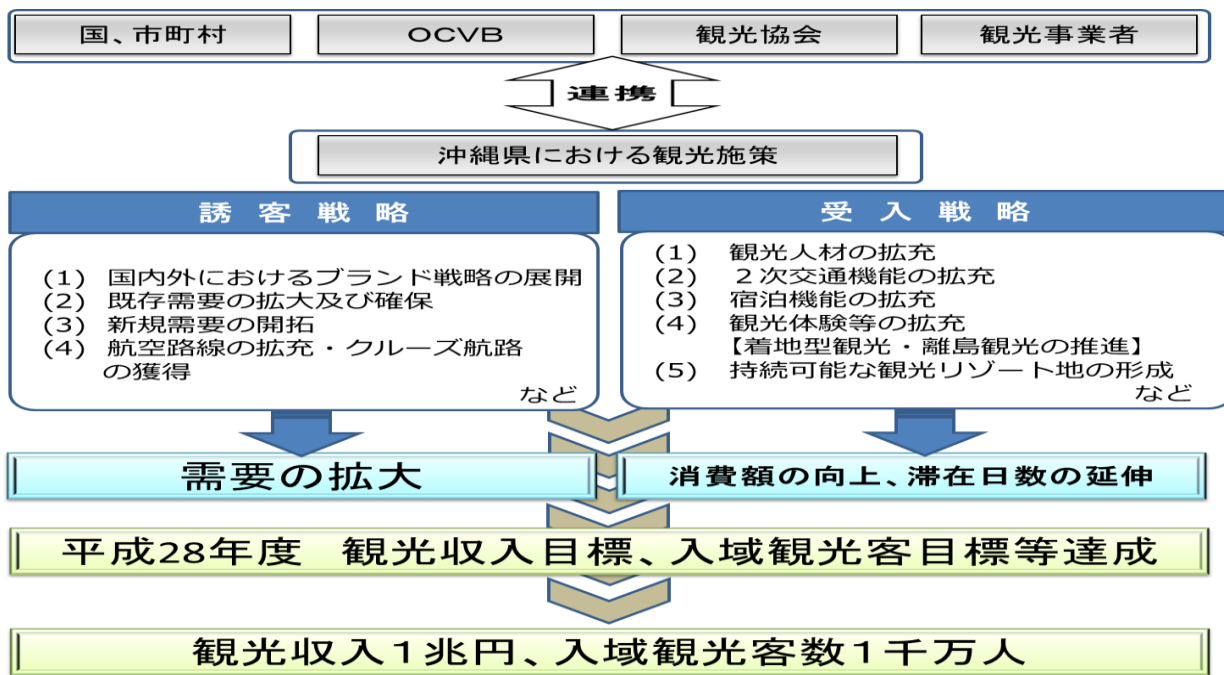 国、市町村
OCVB
観光協会
観光事業者
連携
沖縄県における観光施策
誘客戦略
(1) 国内外におけるブランド戦略の展開
(2) 既存需要の拡大及び確保
(3) 新規需要の開拓
(4) 航空路線の拡充・クルーズ航路
の獲得
など
受入戦略
(1) 観光人材の拡充
(2) ２次交通機能の拡充
(3) 宿泊機能の拡充
(4) 観光体験等の拡充
【着地型観光・離島観光の推進】
(5) 持続可能な観光リゾート地の形成
など
需要の拡大
消費額の向上、滞在日数の延伸
平成28年度　観光収入目標、入域観光客目標等達成
観光収入１兆円、入域観光客数１千万人